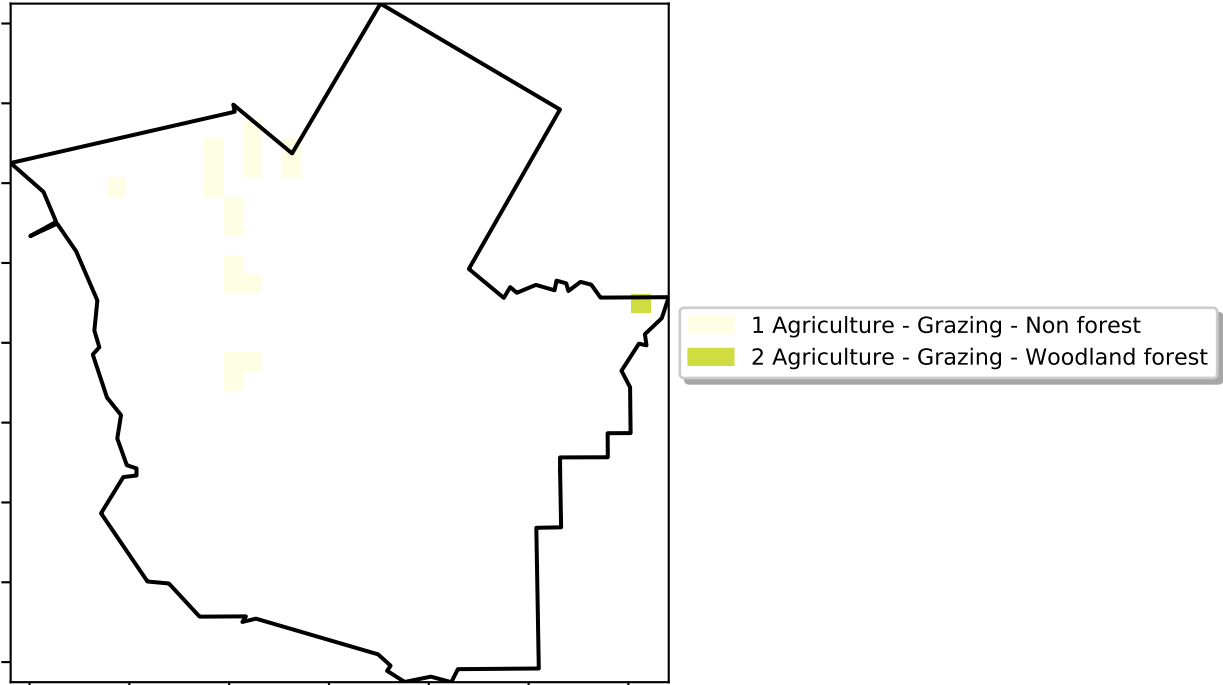 1 Agriculture - Grazing - Non forest
2 Agriculture - Grazing - Woodland forest